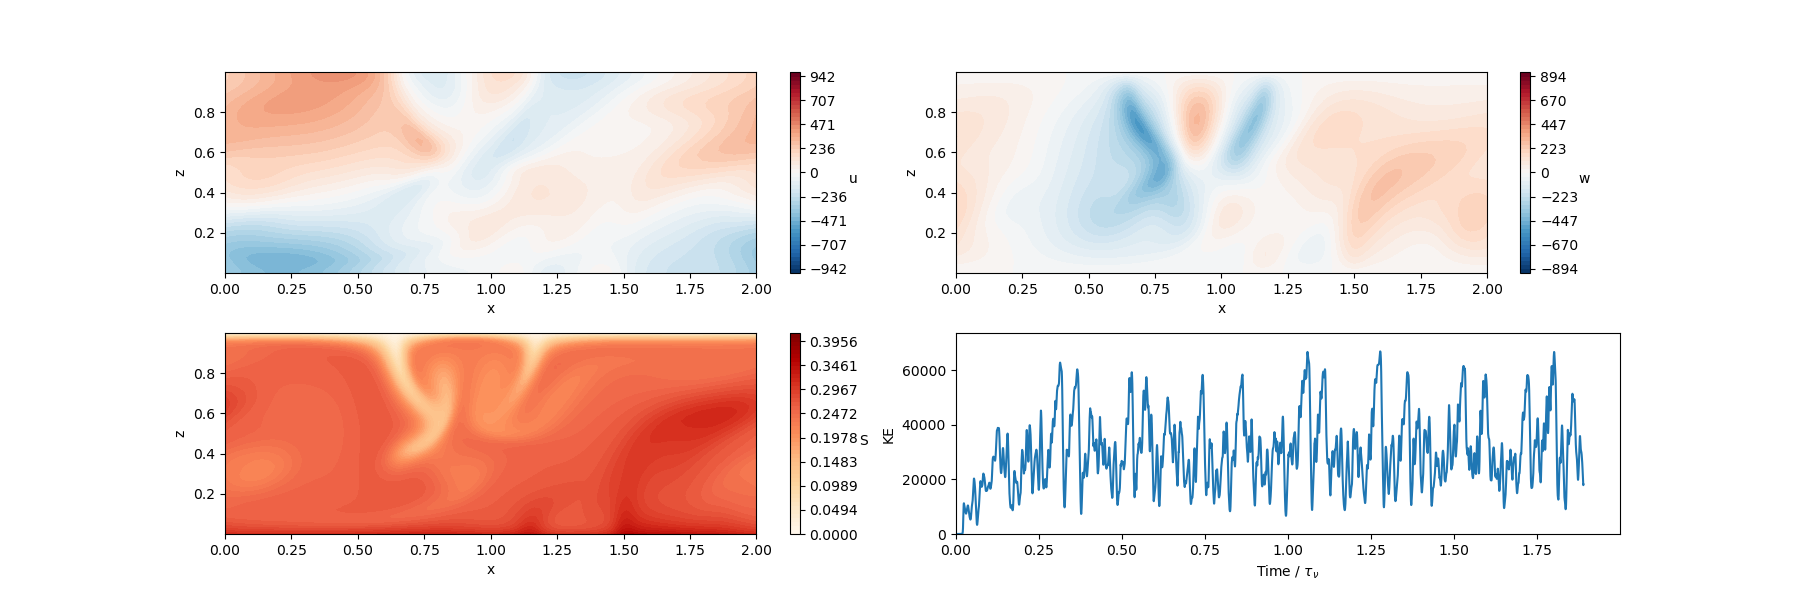 0.8
0.6
0.4
0.2
z
0.00 0.25 0.50 0.75 1.00 1.25 1.50 1.75 2.00
x
942
707
471
236
0
−236
−471
−707
−942
u
0.8
0.6
0.4
0.2
z
0.00 0.25 0.50 0.75 1.00 1.25 1.50 1.75 2.00
x
894
670
447
223
0
−223
−447
−670
−894
w
0.8
0.6
0.4
0.2
z
0.00 0.25 0.50 0.75 1.00 1.25 1.50 1.75 2.00
x
0.3956
0.3461
0.2967
0.2472
0.1978
0.1483
0.0989
0.0494
0.0000
S
KE
60000
40000
20000
0
0.00 0.25 0.50 0.75 1.00 1.25 1.50 1.75
Time / τν